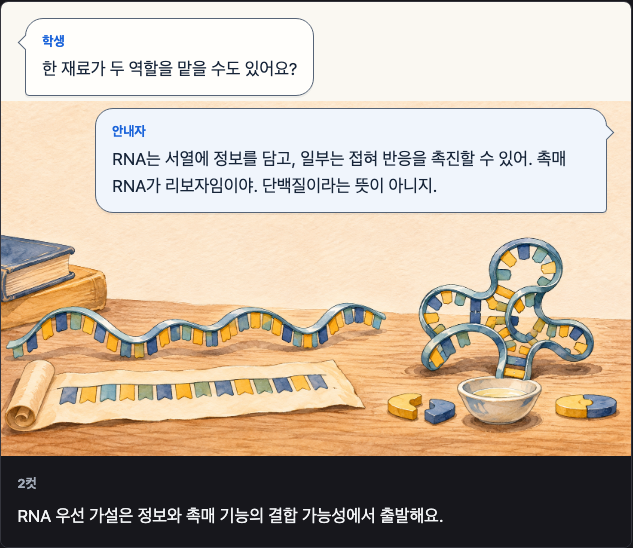 학생
한 재료가 두 역할을 맡을 수도 있어요?
안내자
RNA는 서열에 정보를 담고, 일부는 접혀 반응을 촉진할 수 있어. 촉매
RNA가 리보자임이야. 단백질이라는 뜻이 아니지.
2컷
RNA 우선 가설은 정보와 촉매 기능의 결합 가능성에서 출발해요.